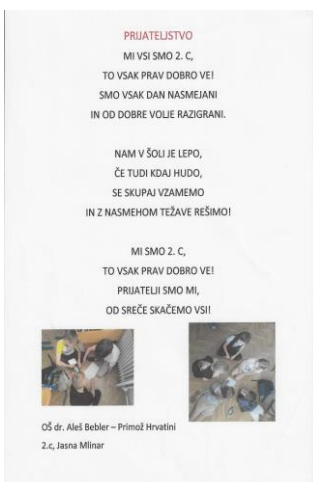 PRIJATELJSTVO
MI VSI SMO 2. C,
TO VSAK PRAV DOBRO VE!
SMO VSAK DAN NASMEJANI
IN OD DOBRE VOLJE RAZIGRANI.
NAM V ŠOLI JE LEPO,
ČE TUDI KDAJ HUDO,
SE SKUPAJ VZAMEMO
IN Z NASMEHOM TEŽAVE REŠIMO!
MI SMO 2. C,
TO VSAK PRAV DOBRO VE!
PRIJATELJI SMO MI,
OD SREČE SKAČEMO VSI!
OŠ dr. Aleš Bebler – Primož Hrvatini
2.c, Jasna Mlinar